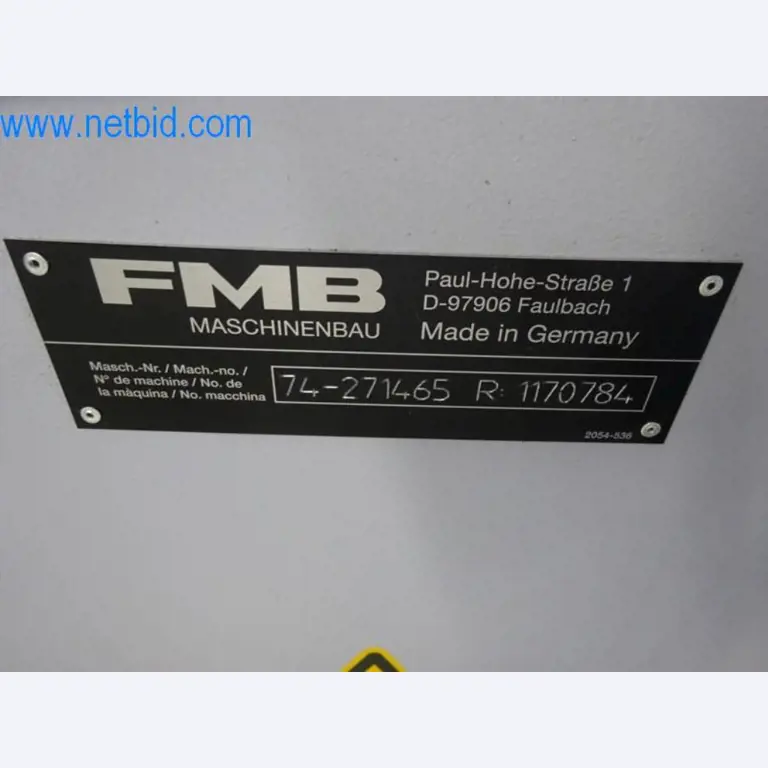 www.netbid.com
FMB
MASCHINENBAU
Paul-Hohe-Straße 1
D-97906 Faulbach
Made in Germany
Masch.-Nr. / Mach.-no. /
N° de machine / No. de
la màquina / No. macchina
74-271465 R: 1170784
2054-536